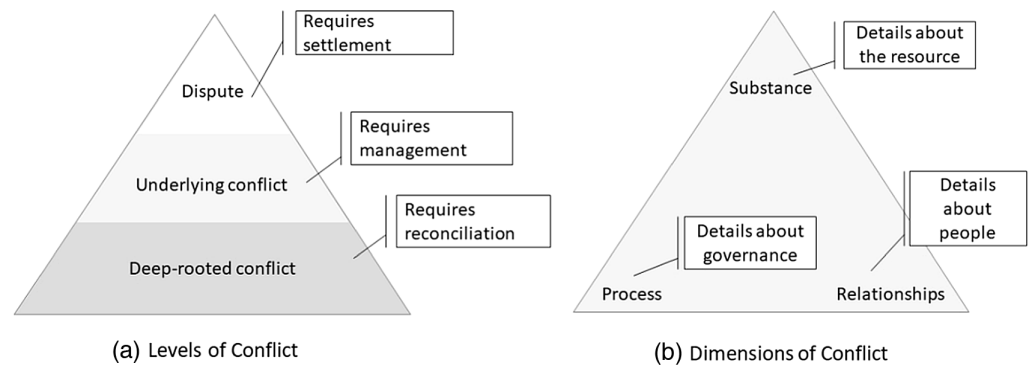 Requires
settlement
Dispute
Requires
management
Underlying conflict
Requires
reconciliation
Deep-rooted conflict
(a) Levels of Conflict
Details about
the resource
Substance
Details
about
people
Details about
governance
Process
Relationships
(b) Dimensions of Conflict